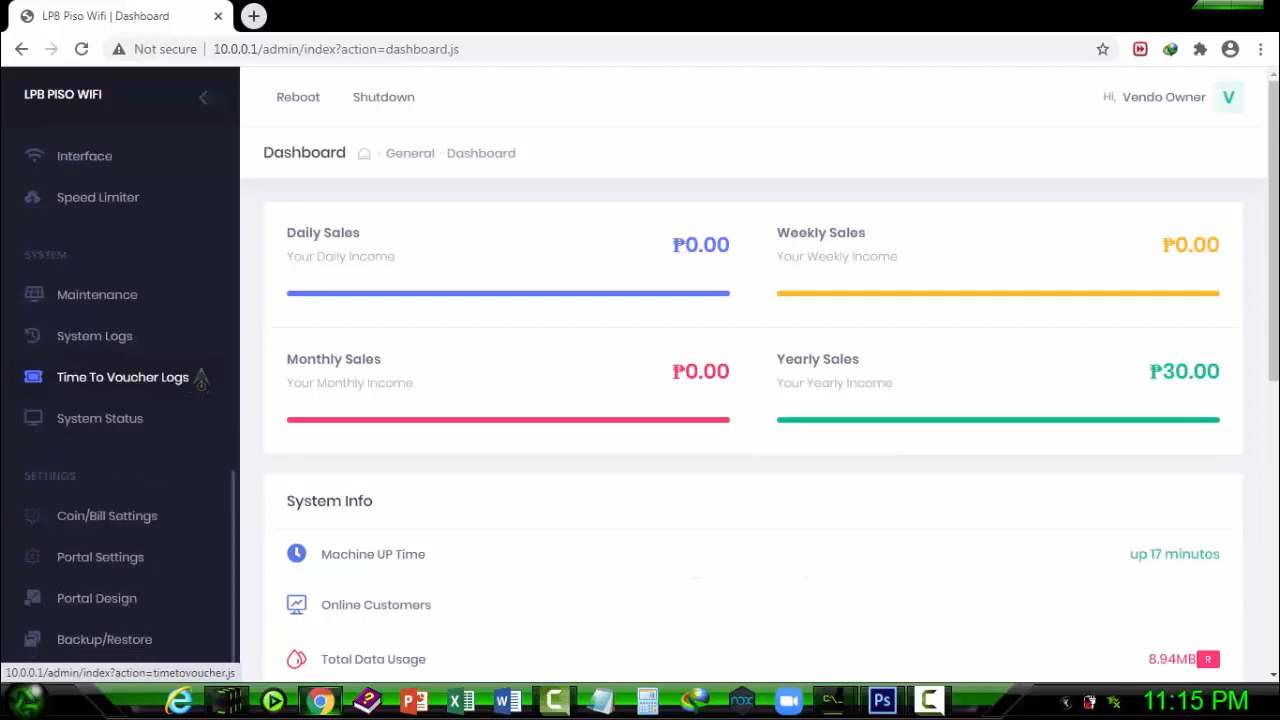 LPB Piso Wifi | Dashboard
Not secure
10.0.0.1/admin/index?action=dashboard.js
LPB PISO WIFI
Reboot
Shutdown
Hi, Vendo Owner
V
Interface
Speed Limiter
SYSTEM
Maintenance
System Logs
Time To Voucher Logs
System Status
SETTINGS
Coin/Bill Settings
Portal Settings
Portal Design
Backup/Restore
10.0.0.1/admin/index?action=timetovoucher.js
Dashboard
General
Dashboard
Daily Sales
Your Daily Income
₱0.00
Weekly Sales
Your Weekly Income
₱0.00
Monthly Sales
Your Monthly Income
₱0.00
Yearly Sales
Your Yearly Income
₱30.00
System Info
Machine UP Time
up 17 minutes
Online Customers
Total Data Usage
8.94MB
R
nox
Ps
11:15 PM